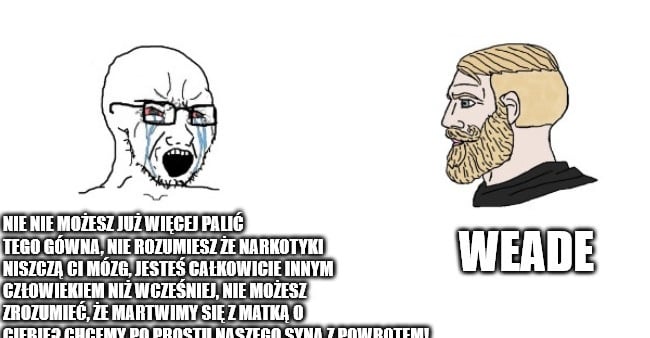 NIE NIE MOŻESZ JUŻ WIĘCEJ PALIĆ
TEGO GÓWNA, NIE ROZUMIESZ ŻE NARKOTYKI
NISZCZĄ CI MÓZG, JESTEŚ CAŁKOWICIE INNYM
CZŁOWIEKIEM NIŻ WCZEŚNIEJ, NIE MOŻESZ
ZROZUMIEĆ, ŻE MARTWIMY SIĘ Z MATKĄ O
CIEBIE? CHCEMY PO PROSTU NASZEGO SYNA Z POWROTEM!
WEADE